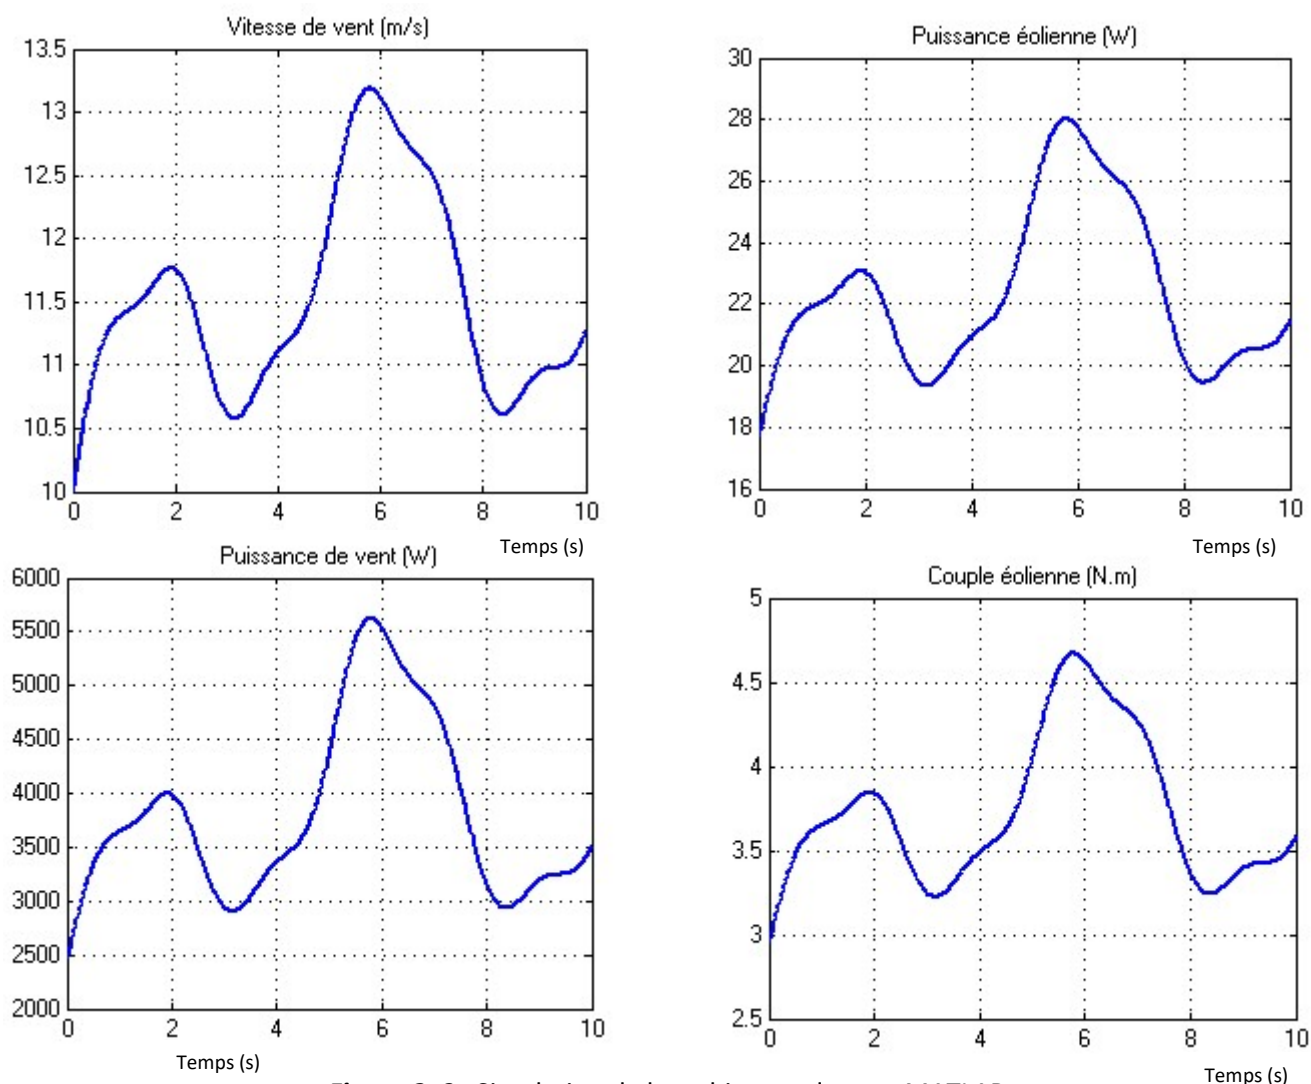 Vitesse de vent (m/s)
13.5
13
12.5
12
11.5
11
10.5
10
0 2 4 6 8 10
Temps (s)
Puissance éolienne (W)
30
28
26
24
22
20
18
16
0 2 4 6 8 10
Temps (s)
Puissance de vent (W)
6000
5500
5000
4500
4000
3500
3000
2500
2000
0 2 4 6 8 10
Temps (s)
Couple éolienne (N.m)
5
4.5
4
3.5
3
2.5
0 2 4 6 8 10
Temps (s)